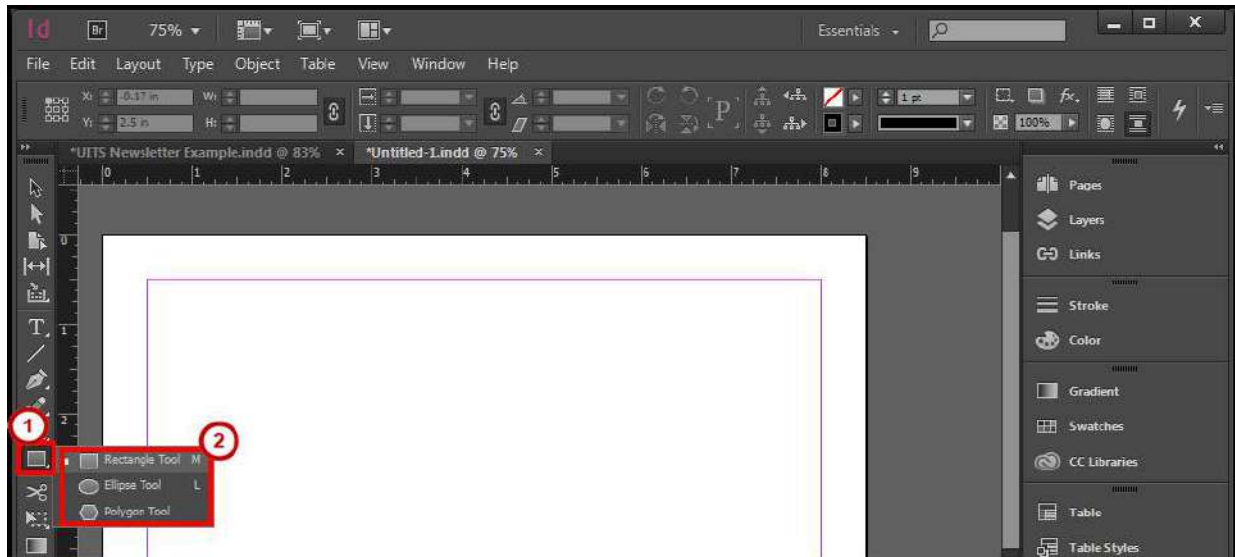 Id Br 75% Essentials
File Edit Layout Type Object Table View Window Help
X: -0.17 in W: 1 pt
Y: 2.5 in H: P 100%
*UITS Newsletter Example.indd @ 83% × *Untitled-1.indd @ 75% ×
0 1 2 3 4 5 6 7 8 9
Pages
Layers
0
Links
Stroke
T 1
Color
Gradient
1 2
Swatches
2
Rectangle Tool M
CC Libraries
Ellipse Tool L
Polygon Tool
Table
Table Styles